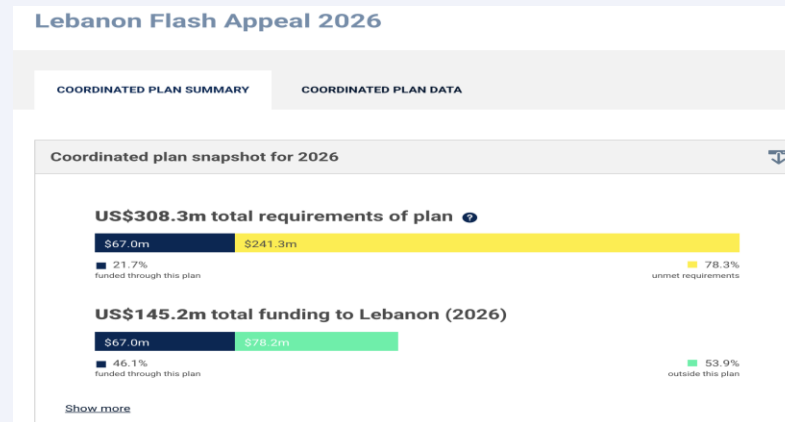 Lebanon Flash Appeal 2026
COORDINATED PLAN SUMMARY COORDINATED PLAN DATA
Coordinated plan snapshot for 2026
US$308.3m total requirements of plan ?
$67.0m $241.3m
21.7% 78.3%
funded through this plan unmet requirements
US$145.2m total funding to Lebanon (2026)
$67.0m $78.2m
46.1% 53.9%
funded through this plan outside this plan
Show more